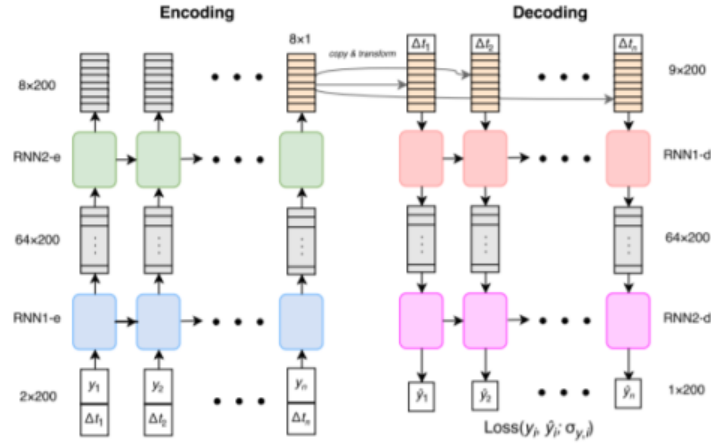 Encoding
Decoding
8×1
copy & transform
Δt₁
Δt₂
Δtₙ
8×200
9×200
RNN2-e
RNN1-d
64×200
64×200
RNN1-e
RNN2-d
2×200
y₁
y₂
yₙ
Δt₁
Δt₂
Δtₙ
ŷ₁
ŷ₂
ŷₙ
1×200
Loss(yᵢ, ŷᵢ; σ_y,i)